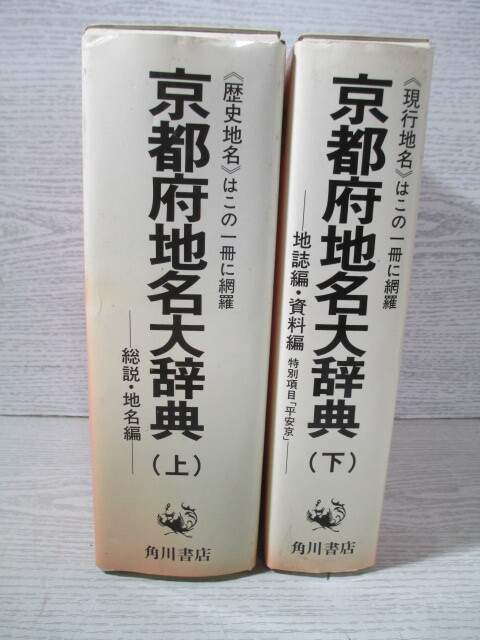 《歴史地名》はこの一冊に網羅
京都府地名大辞典(上)
──総説・地名編──
角川書店
《現行地名》はこの一冊に網羅
京都府地名大辞典(下)
──地誌編・資料編 特別項目「平安京」──
角川書店